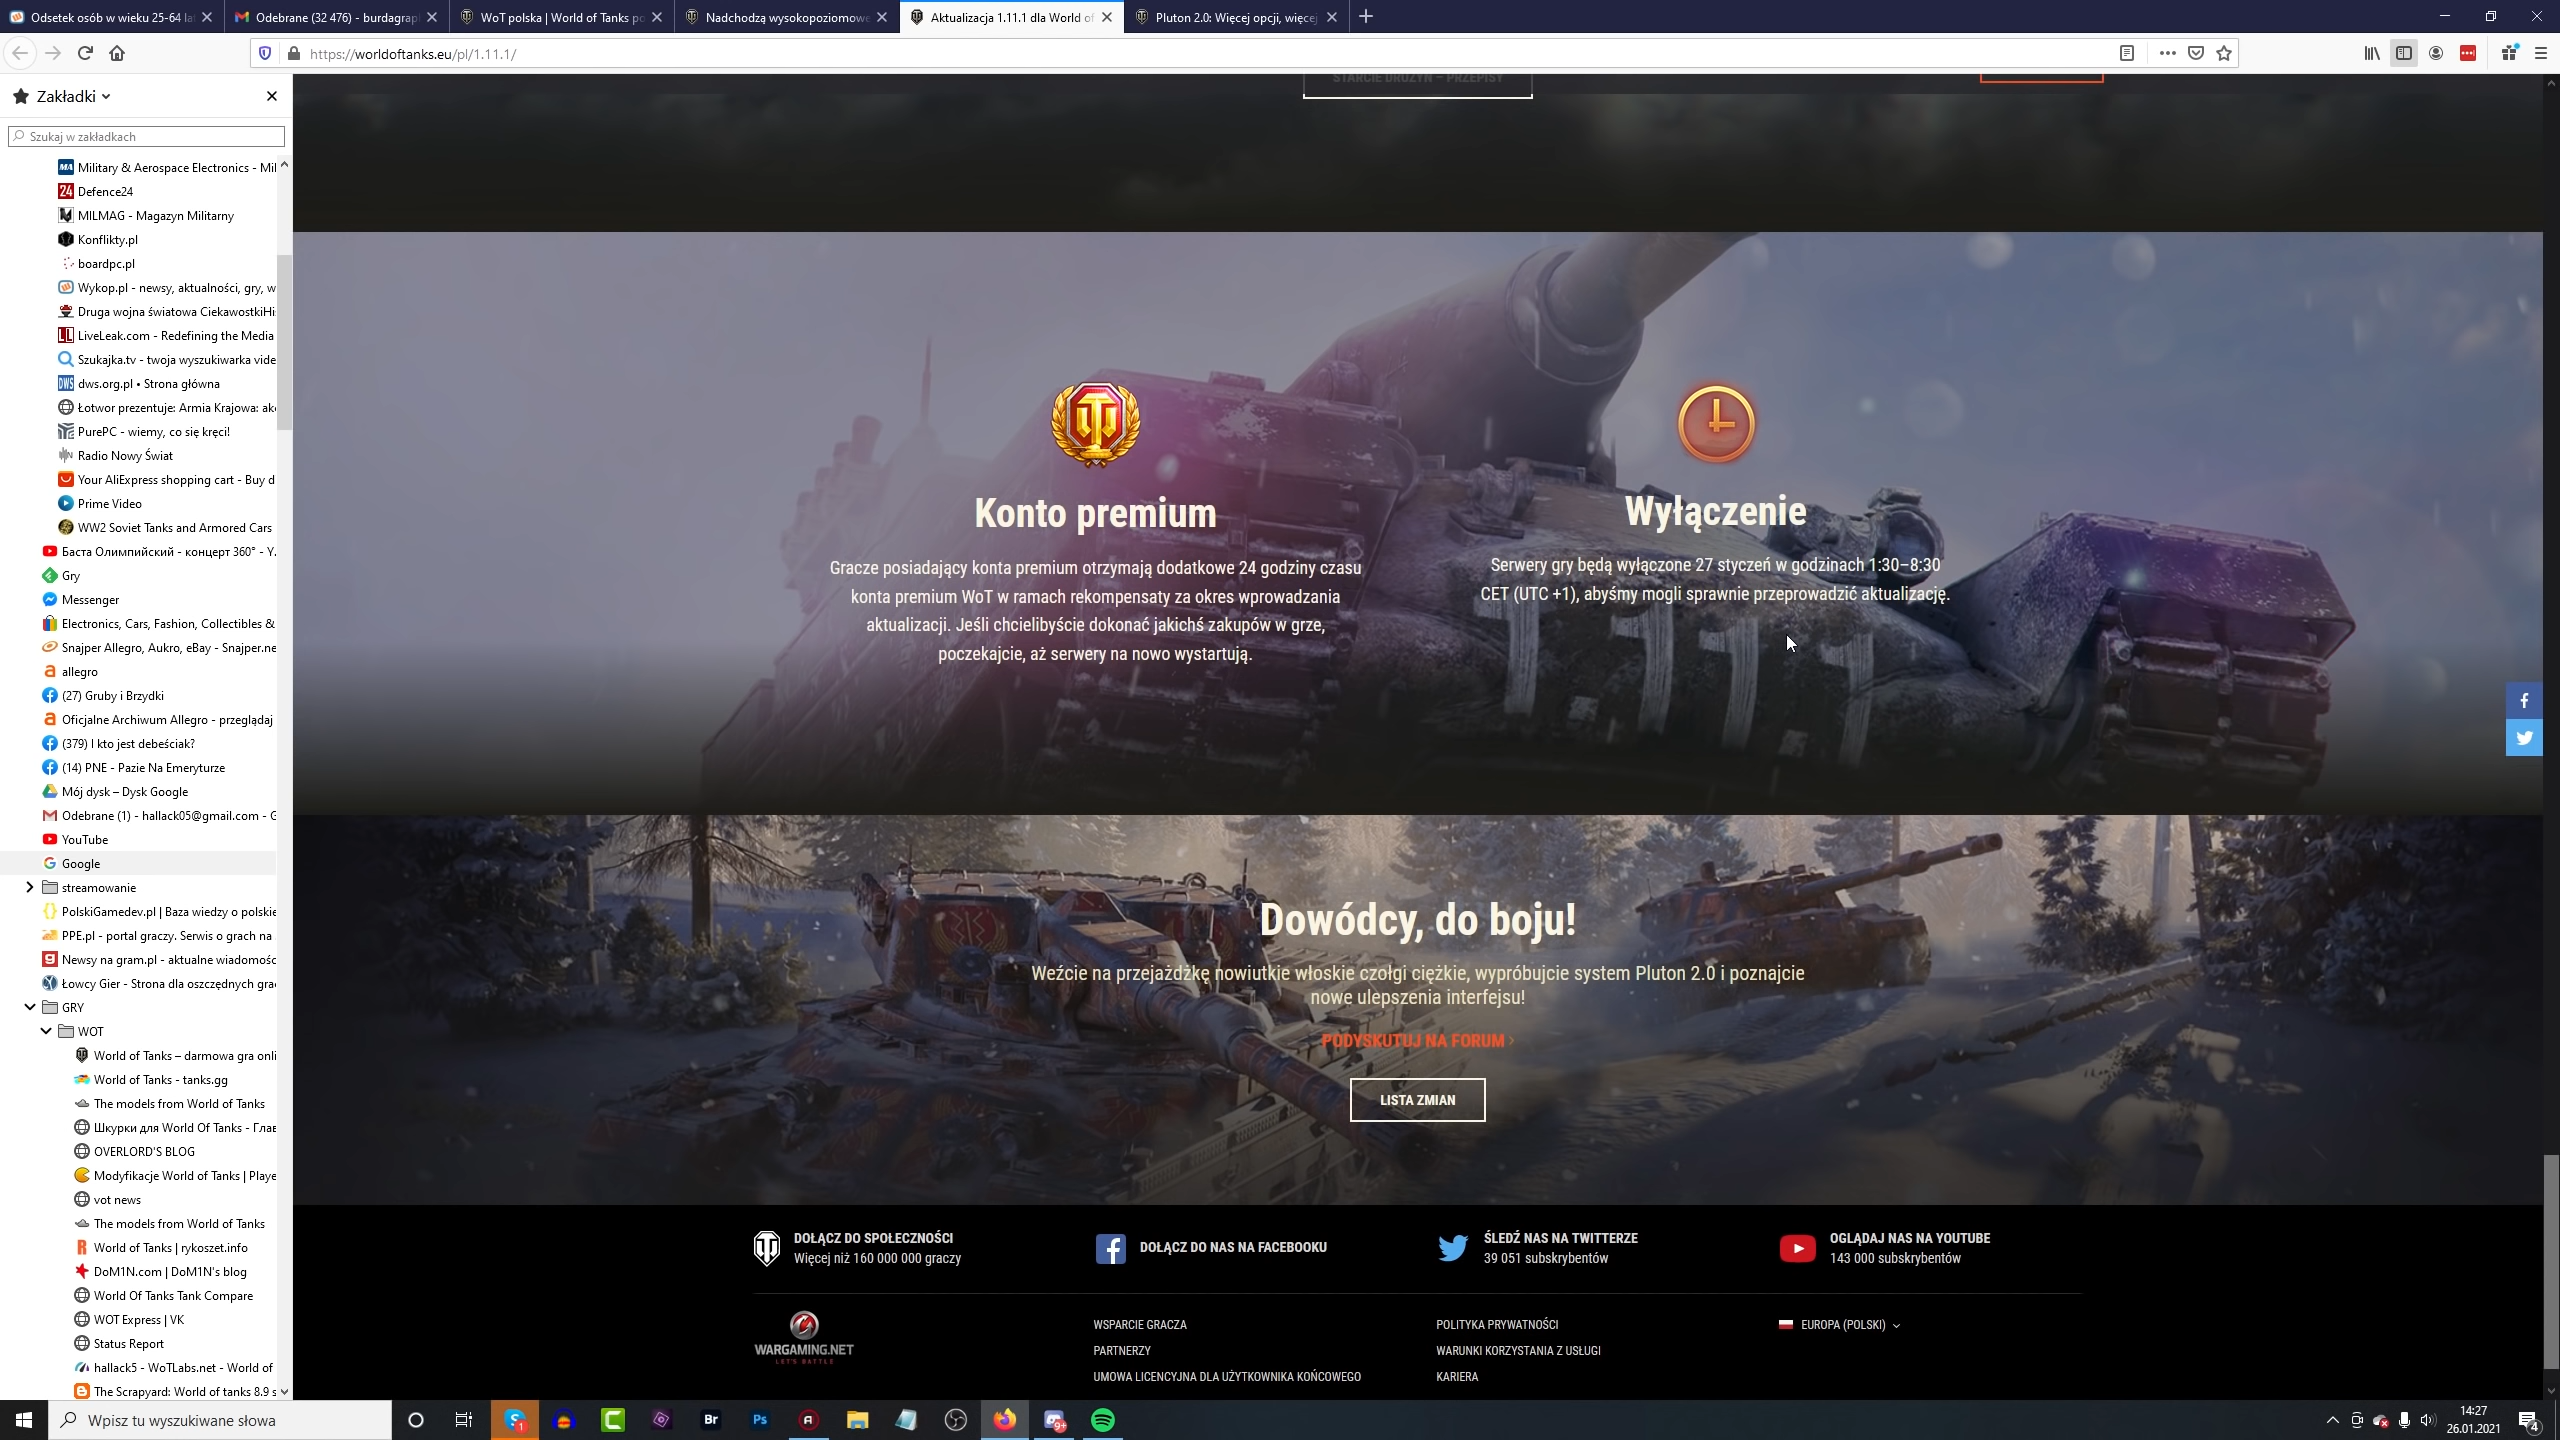 Odsetek osób w wieku 25-64 lat
Odebrane (32 476) - burdagrap
WoT polska | World of Tanks po
Nadchodzą wysokopoziomowe
Aktualizacja 1.11.1 dla World of
Pluton 2.0: Więcej opcji, więcej
https://worldoftanks.eu/pl/1.11.1/
Zakładki
Szukaj w zakładkach
Military & Aerospace Electronics - Mil
Defence24
MILMAG - Magazyn Militarny
Konflikty.pl
boardpc.pl
Wykop.pl - newsy, aktualności, gry, w
Druga wojna światowa CiekawostkiHi
LiveLeak.com - Redefining the Media
Szukajka.tv - twoja wyszukiwarka vide
dws.org.pl • Strona główna
Łotwor prezentuje: Armia Krajowa: ak
PurePC - wiemy, co się kręci!
Radio Nowy Świat
Your AliExpress shopping cart - Buy d
Prime Video
WW2 Soviet Tanks and Armored Cars
Баста Олимпийский - концерт 360° - Y
Gry
Messenger
Electronics, Cars, Fashion, Collectibles &
Snajper Allegro, Aukro, eBay - Snajper.ne
allegro
(27) Gruby i Brzydki
Oficjalne Archiwum Allegro - przeglądaj
(379) I kto jest debeściak?
(14) PNE - Pazie Na Emeryturze
Mój dysk – Dysk Google
Odebrane (1) - hallack05@gmail.com - G
YouTube
Google
streamowanie
PolskiGamedev.pl | Baza wiedzy o polskie
PPE.pl - portal graczy. Serwis o grach na
Newsy na gram.pl - aktualne wiadomośc
Łowcy Gier - Strona dla oszczędnych gra
GRY
WOT
World of Tanks – darmowa gra onli
World of Tanks - tanks.gg
The models from World of Tanks
Шкурки для World Of Tanks - Глав
OVERLORD'S BLOG
Modyfikacje World of Tanks | Playe
vot news
The models from World of Tanks
World of Tanks | rykoszet.info
DoM1N.com | DoM1N's blog
World Of Tanks Tank Compare
WOT Express | VK
Status Report
hallack5 - WoTLabs.net - World of
The Scrapyard: World of tanks 8.9 s
STARCIE DRUŻYN – PRZEPISY
Konto premium
Gracze posiadający konta premium otrzymają dodatkowe 24 godziny czasu
konta premium WoT w ramach rekompensaty za okres wprowadzania
aktualizacji. Jeśli chcielibyście dokonać jakichś zakupów w grze,
poczekajcie, aż serwery na nowo wystartują.
Wyłączenie
Serwery gry będą wyłączone 27 styczeń w godzinach 1:30–8:30
CET (UTC +1), abyśmy mogli sprawnie przeprowadzić aktualizację.
Dowódcy, do boju!
Weźcie na przejażdżkę nowiutkie włoskie czołgi ciężkie, wypróbujcie system Pluton 2.0 i poznajcie
nowe ulepszenia interfejsu!
PODYSKUTUJ NA FORUM
LISTA ZMIAN
DOŁĄCZ DO SPOŁECZNOŚCI
Więcej niż 160 000 000 graczy
DOŁĄCZ DO NAS NA FACEBOOKU
ŚLEDŹ NAS NA TWITTERZE
39 051 subskrybentów
OGLĄDAJ NAS NA YOUTUBE
143 000 subskrybentów
WARGAMING.NET
LET'S BATTLE
WSPARCIE GRACZA
PARTNERZY
UMOWA LICENCYJNA DLA UŻYTKOWNIKA KOŃCOWEGO
POLITYKA PRYWATNOŚCI
WARUNKI KORZYSTANIA Z USŁUGI
KARIERA
EUROPA (POLSKI)
Wpisz tu wyszukiwane słowa
Br
Ps
9+
14:27
26.01.2021
4